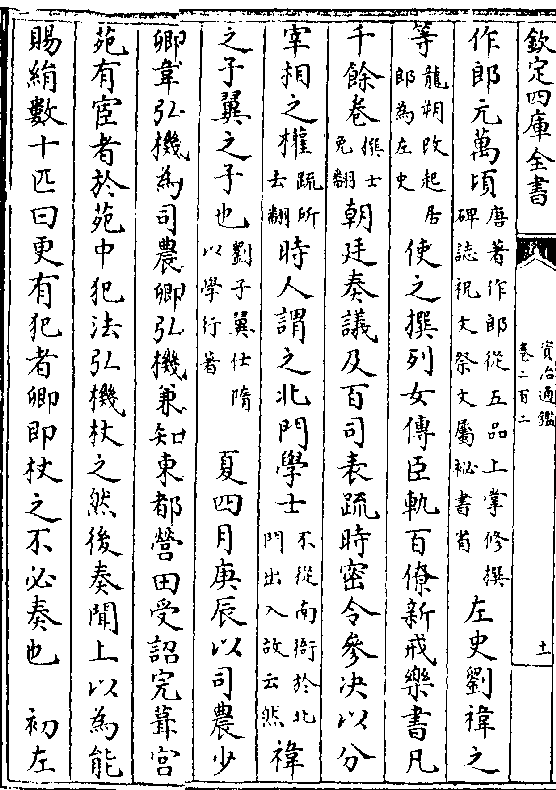 欽定四庫全書
資治通鑑
卷二百二
十一
作郎元萬頃唐著作郎從五品上掌修撰碑誌祝文祭文屬祕書省左史劉禕之
等龍朔改起居郎為左史使之撰列女傳臣軌百僚新戒樂書凡
千餘卷撰士免翻朝廷奏議及百司表疏時密令參决以分
宰相之權疏所去翻時人謂之北門學士不從南衙於北門出入故云然禕
之子翼之子也劉子翼仕隋以學行著夏四月庚辰以司農少
卿韋弘機為司農卿弘機兼知東都營田受詔完葺宮
苑有宦者於苑中犯法弘機杖之然後奏聞上以為能
賜絹數十匹曰更有犯者卿即杖之不必奏也 初左